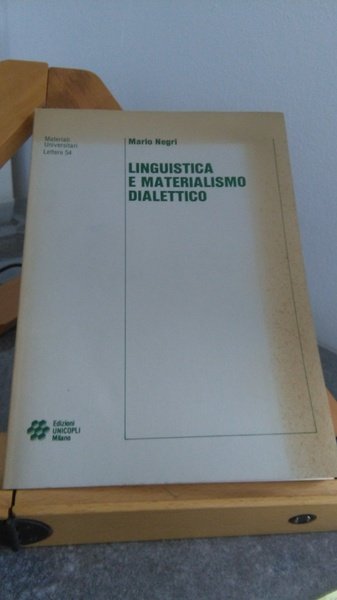 Materiali
Universitari
Lettere 54
Mario Negri
LINGUISTICA
E MATERIALISMO
DIALETTICO
Edizioni
UNICOPLI
Milano